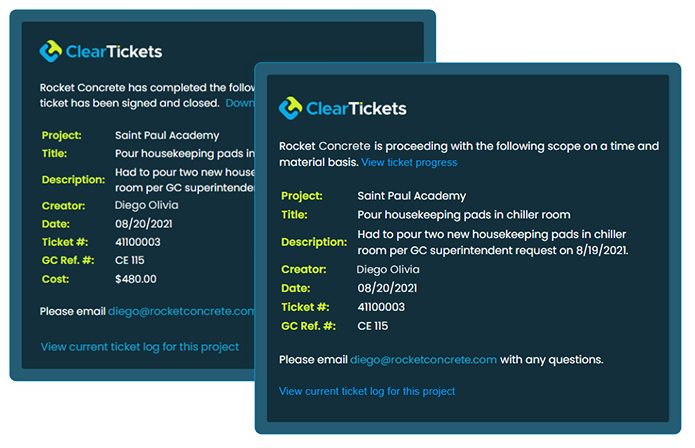 ClearTickets
Rocket Concrete has completed the
ticket has been signed and closed.
Project: Saint Paul Academy
Title: Pour housekeeping pads in
Description: Had to pour two new
room per GC
Creator: Diego Olivia
Date: 08/20/2021
Ticket #: 41100003
GC Ref. #: CE 115
Cost: $480.00
Please email diego@rocketconcrete.com
View current ticket log for this project
ClearTickets
Rocket Concrete is proceeding with the following scope on a time and
material basis. View ticket progress
Project: Saint Paul Academy
Title: Pour housekeeping pads in chiller room
Description: Had to pour two new housekeeping pads in chiller
room per GC superintendent request on 8/19/2021.
Creator: Diego Olivia
Date: 08/20/2021
Ticket #: 41100003
GC Ref. #: CE 115
Please email diego@rocketconcrete.com with any questions.
View current ticket log for this project